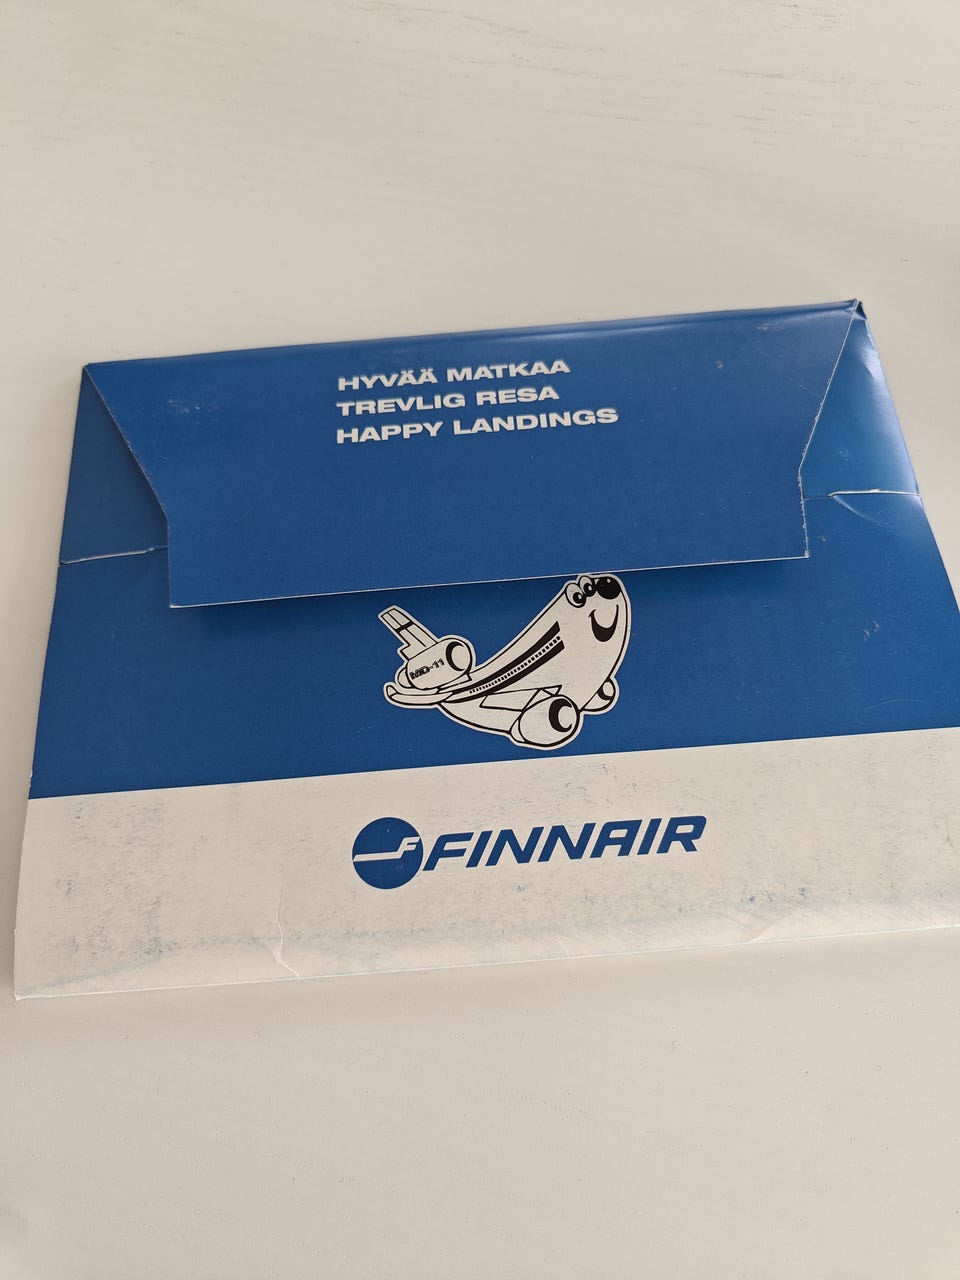 HYVÄÄ MATKAA
TREVLIG RESA
HAPPY LANDINGS
MD-11
F FINNAIR